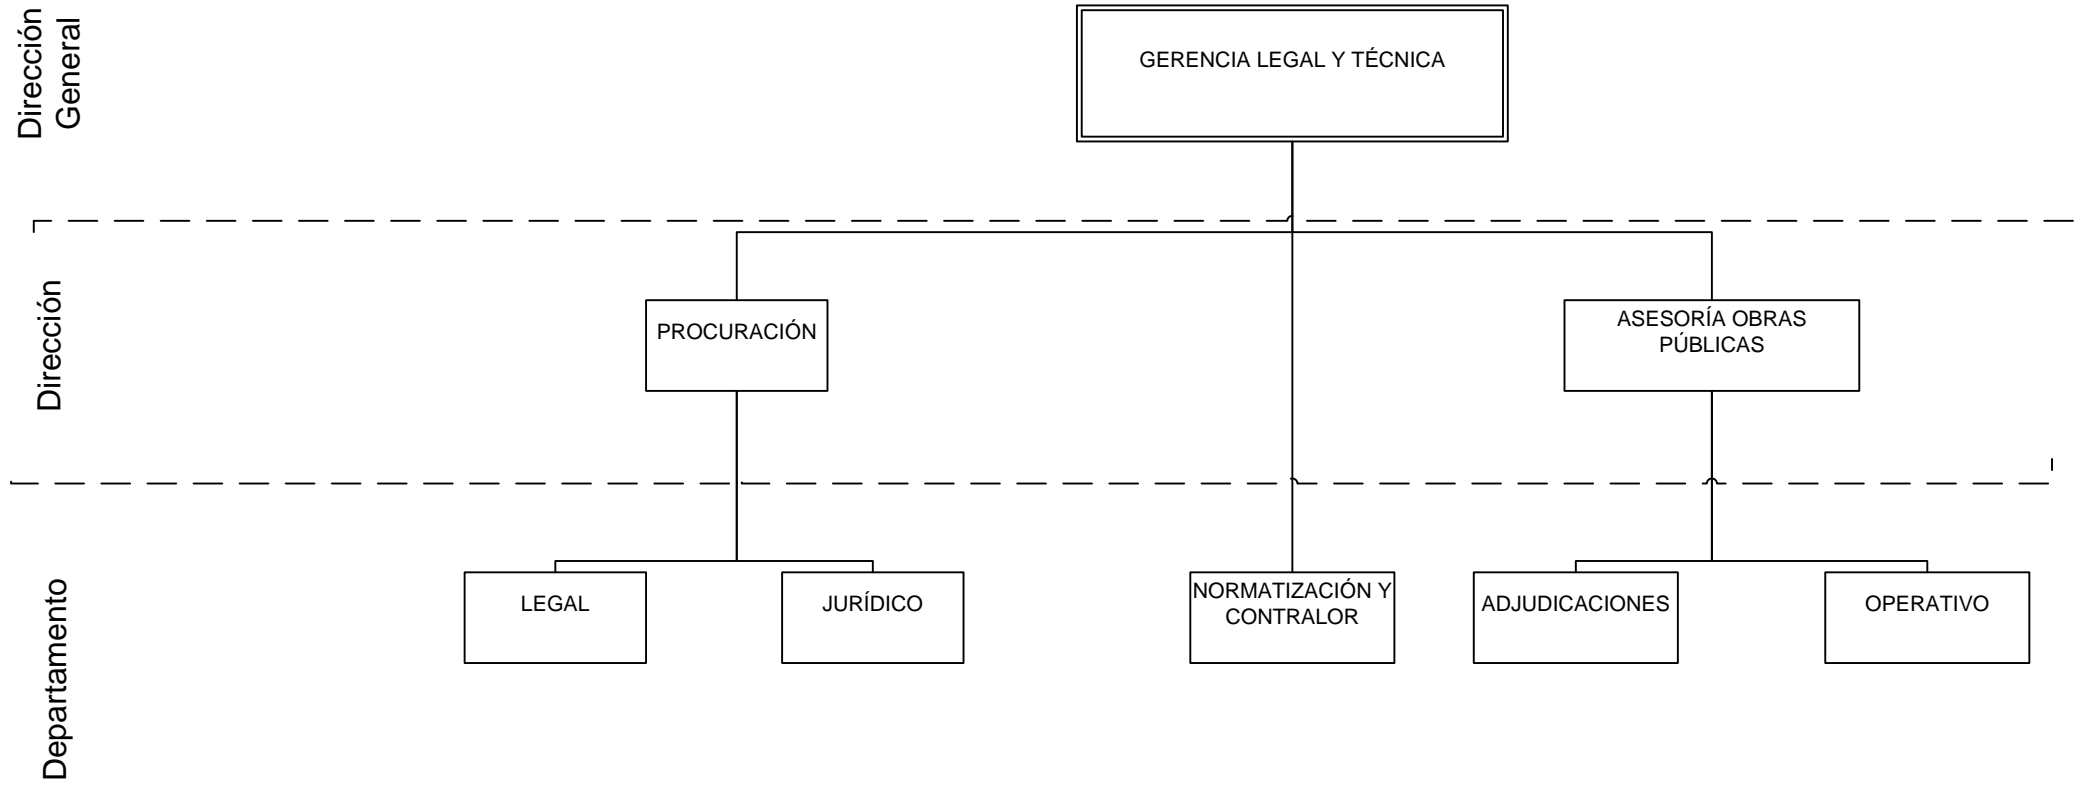 Dirección
General
GERENCIA LEGAL Y TÉCNICA
Dirección
PROCURACIÓN
ASESORÍA OBRAS
PÚBLICAS
Departamento
LEGAL
JURÍDICO
NORMATIZACIÓN Y
CONTRALOR
ADJUDICACIONES
OPERATIVO